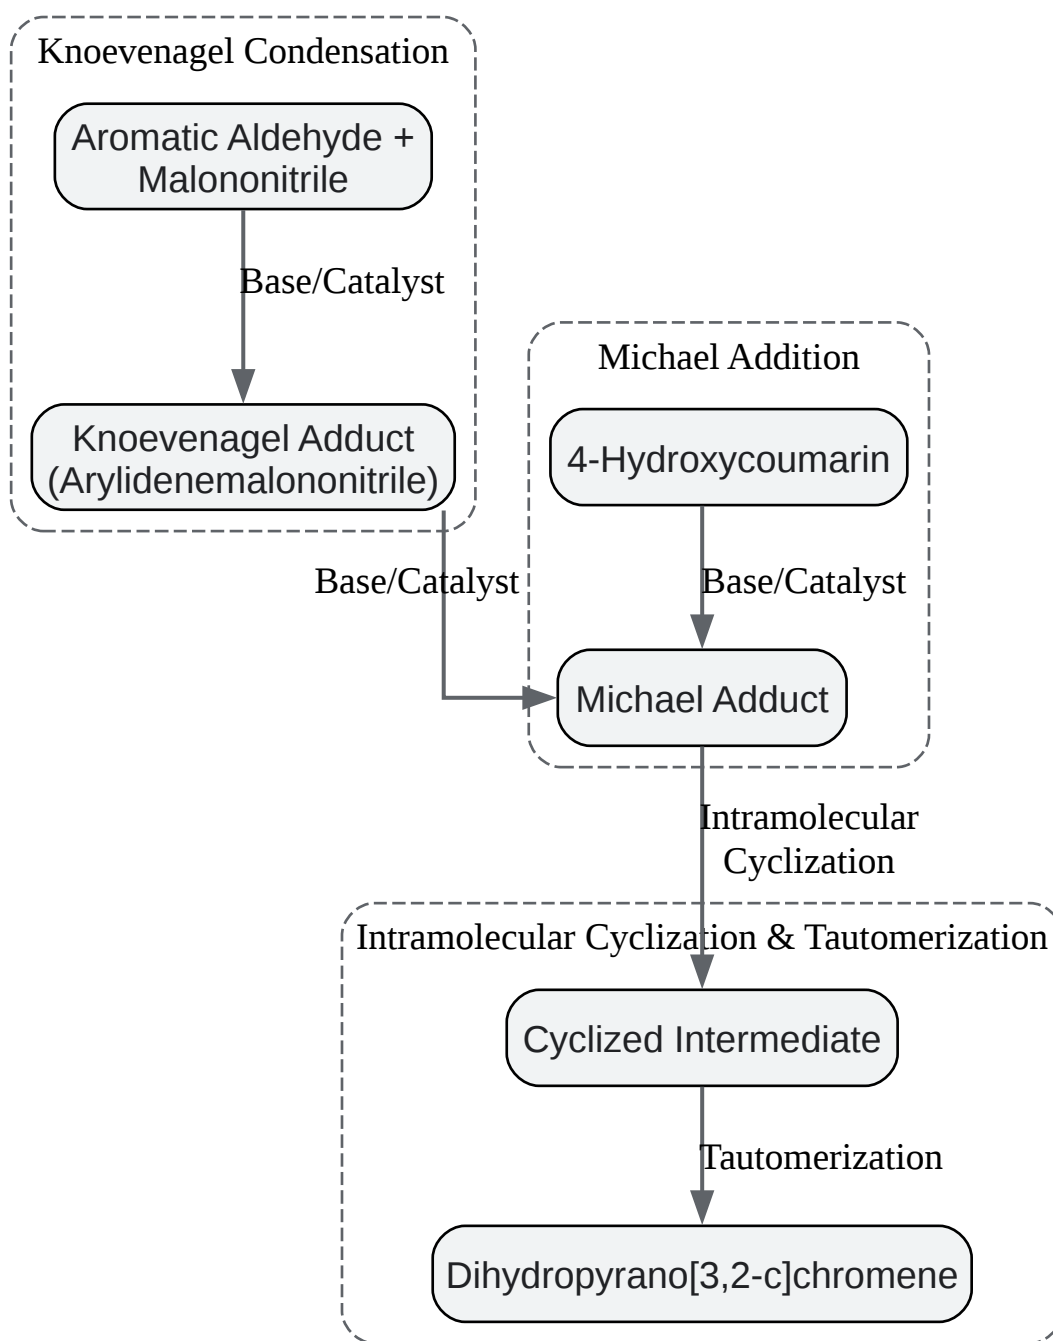 Knoevenagel Condensation
Aromatic Aldehyde +
Malononitrile
Base/Catalyst
Knoevenagel Adduct
(Arylidenemalononitrile)
Base/Catalyst
Michael Addition
4-Hydroxycoumarin
Base/Catalyst
Michael Adduct
Intramolecular
Cyclization
Intramolecular Cyclization & Tautomerization
Cyclized Intermediate
Tautomerization
Dihydropyrano[3,2-c]chromene